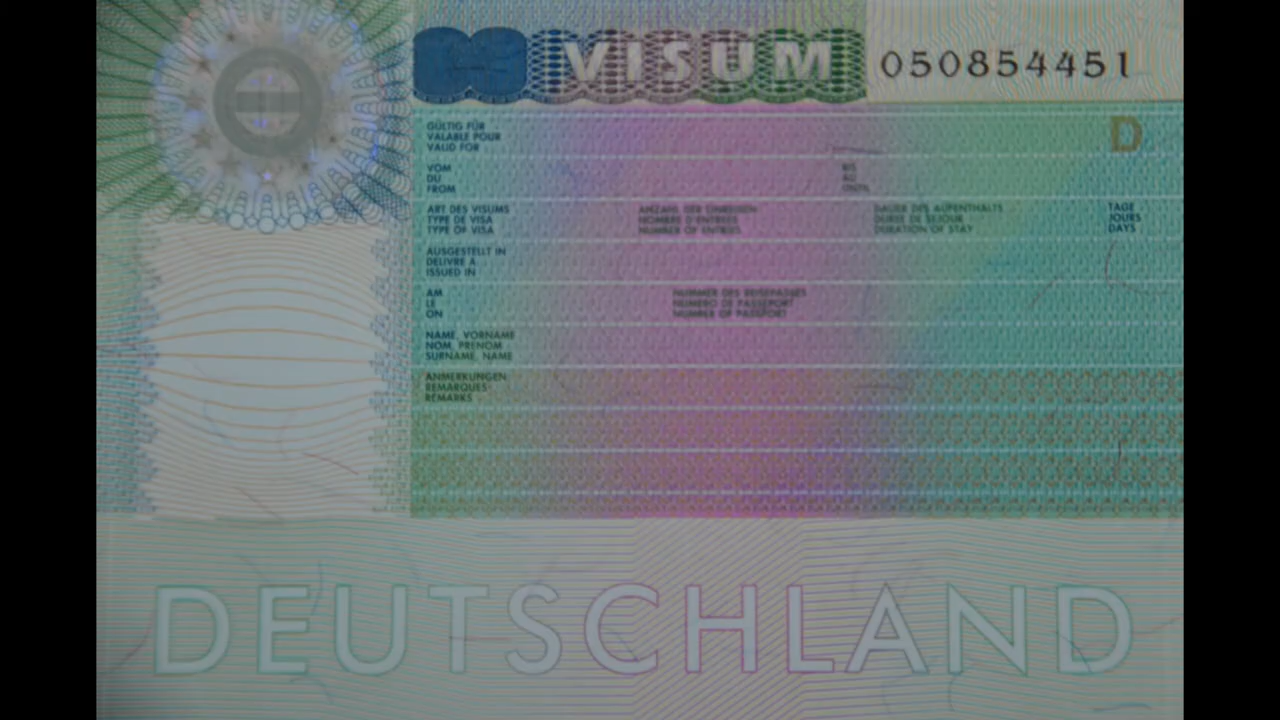 VISUM 050854451
GÜLTIG FÜR
VALABLE POUR
VALID FOR
D
VOM BIS
DU AU
FROM UNTIL
ART DES VISUMS ANZAHL DER EINREISEN DAUER DES AUFENTHALTS TAGE
TYPE DE VISA NOMBRE D'ENTREES DUREE DE SEJOUR JOURS
TYPE OF VISA NUMBER OF ENTRIES DURATION OF STAY DAYS
AUSGESTELLT IN
DELIVRE A
ISSUED IN
AM NUMMER DES REISEPASSES
LE NUMERO DE PASSEPORT
ON NUMBER OF PASSPORT
NAME, VORNAME
NOM, PRENOM
SURNAME, NAME
ANMERKUNGEN
REMARQUES
REMARKS
DEUTSCHLAND